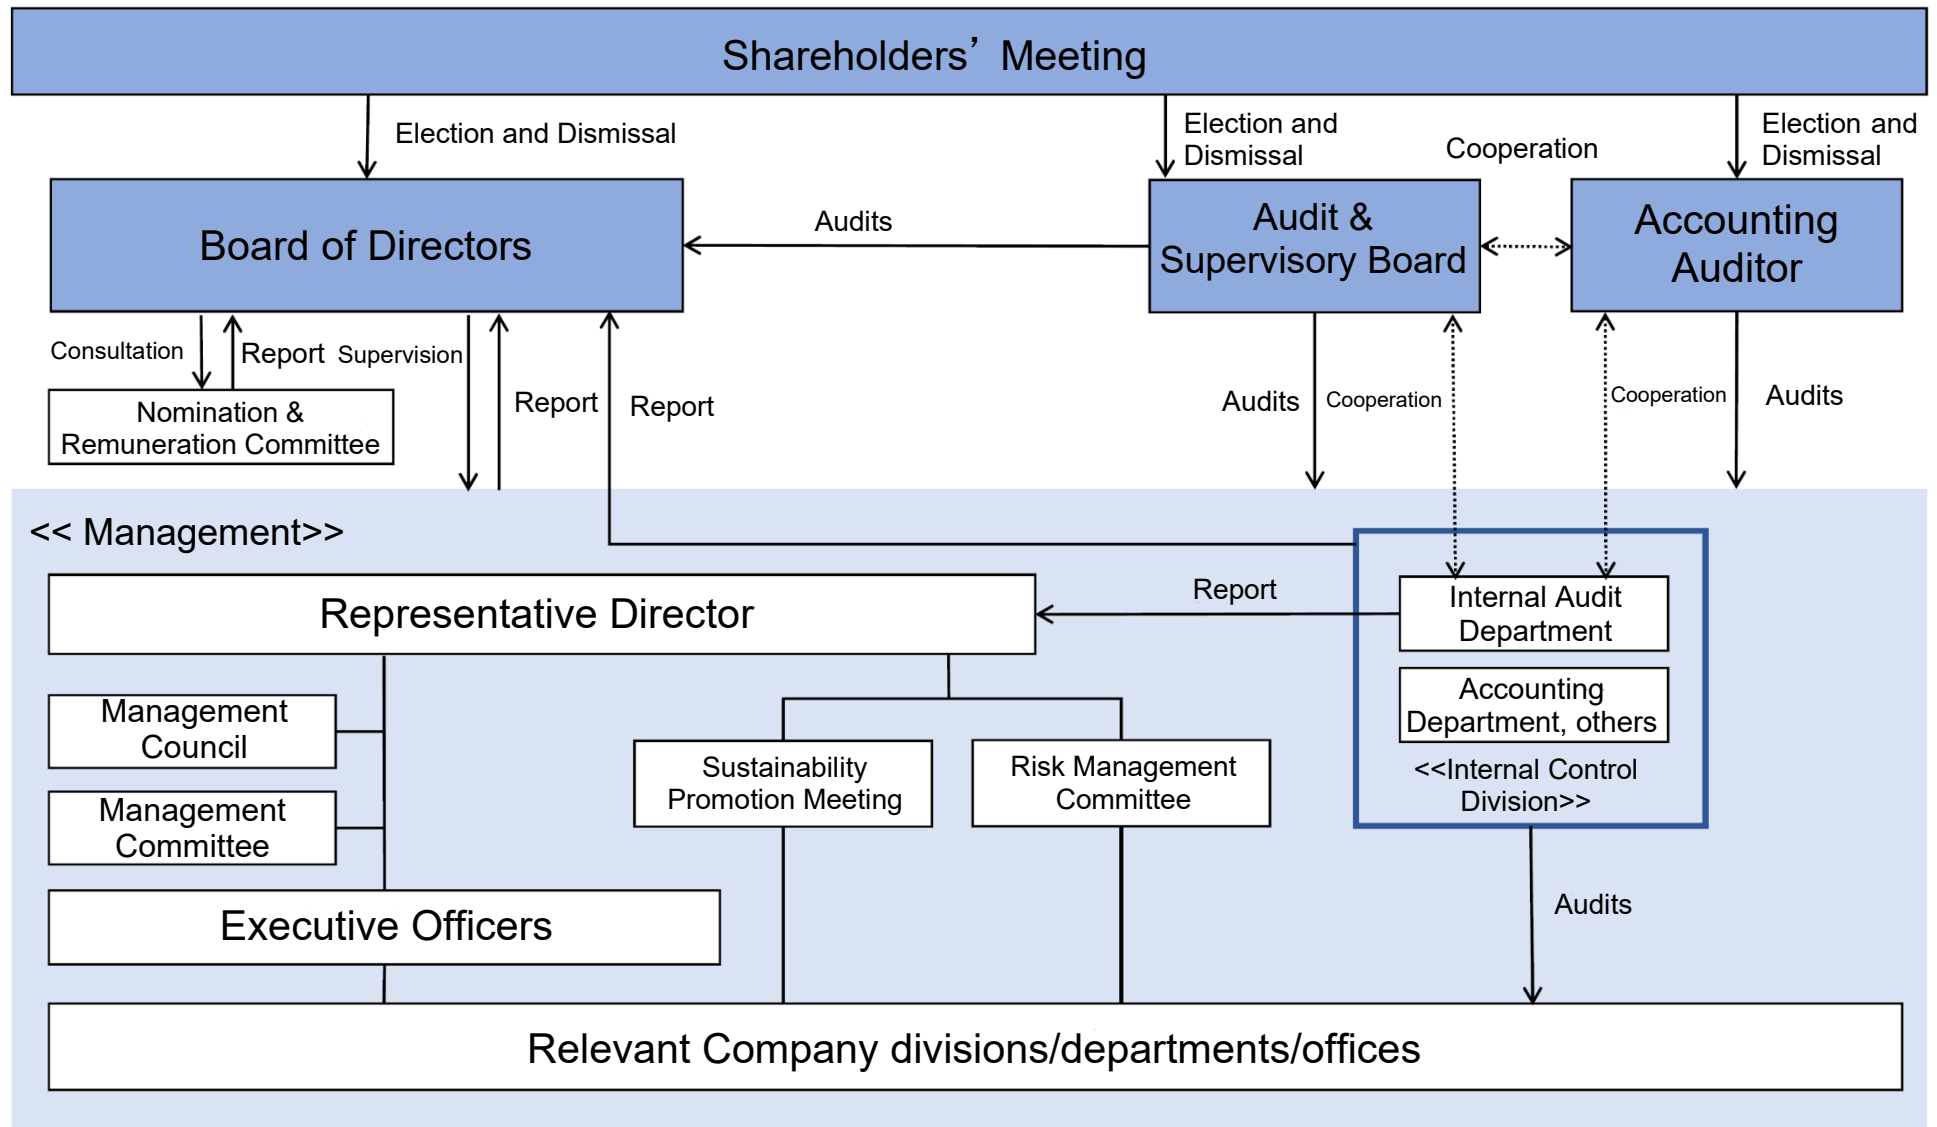 Shareholders’ Meeting
Election and Dismissal
Election and
Dismissal
Cooperation
Election and
Dismissal
Board of Directors
Audits
Audit &
Supervisory Board
Accounting
Auditor
Consultation
Report
Supervision
Report
Report
Audits
Cooperation
Cooperation
Audits
Nomination &
Remuneration Committee
<< Management>>
Representative Director
Report
Internal Audit
Department
Accounting
Department, others
<<Internal Control
Division>>
Management
Council
Sustainability
Promotion Meeting
Risk Management
Committee
Management
Committee
Executive Officers
Audits
Relevant Company divisions/departments/offices